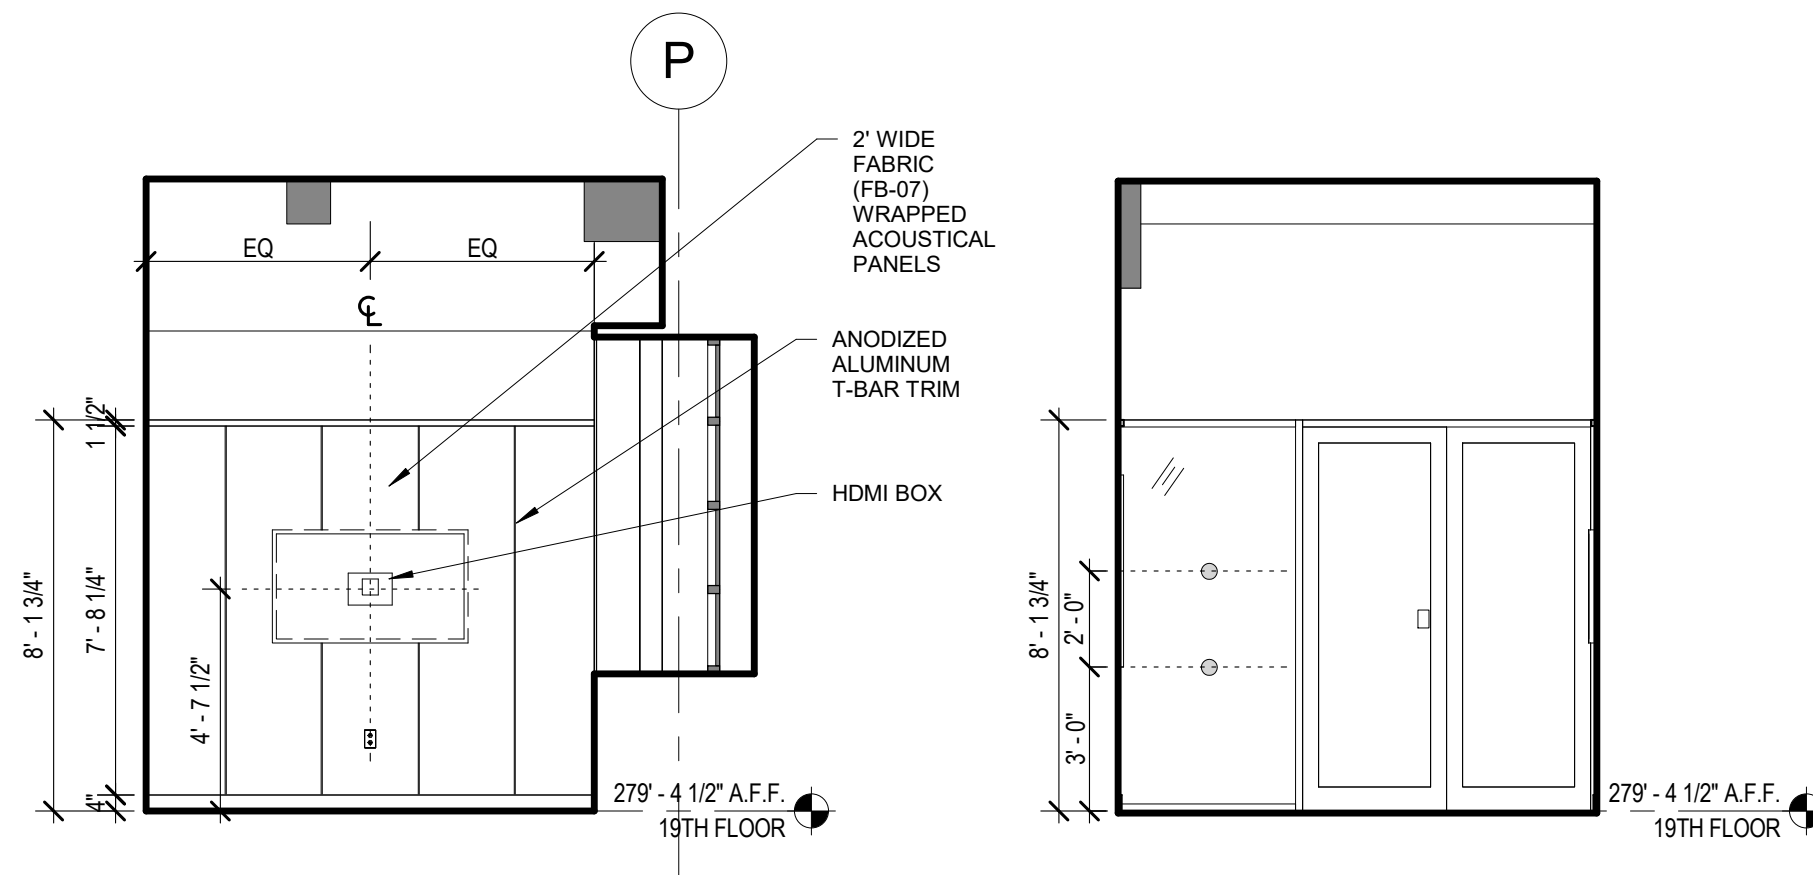 P
2' WIDE
FABRIC
(FB-07)
WRAPPED
ACOUSTICAL
PANELS
EQ
EQ
℄
ANODIZED
ALUMINUM
T-BAR TRIM
HDMI BOX
1 1/2"
8' - 1 3/4"
7' - 8 1/4"
4' - 7 1/2"
4"
279' - 4 1/2" A.F.F.
19TH FLOOR
8' - 1 3/4"
2' - 0"
3' - 0"
279' - 4 1/2" A.F.F.
19TH FLOOR